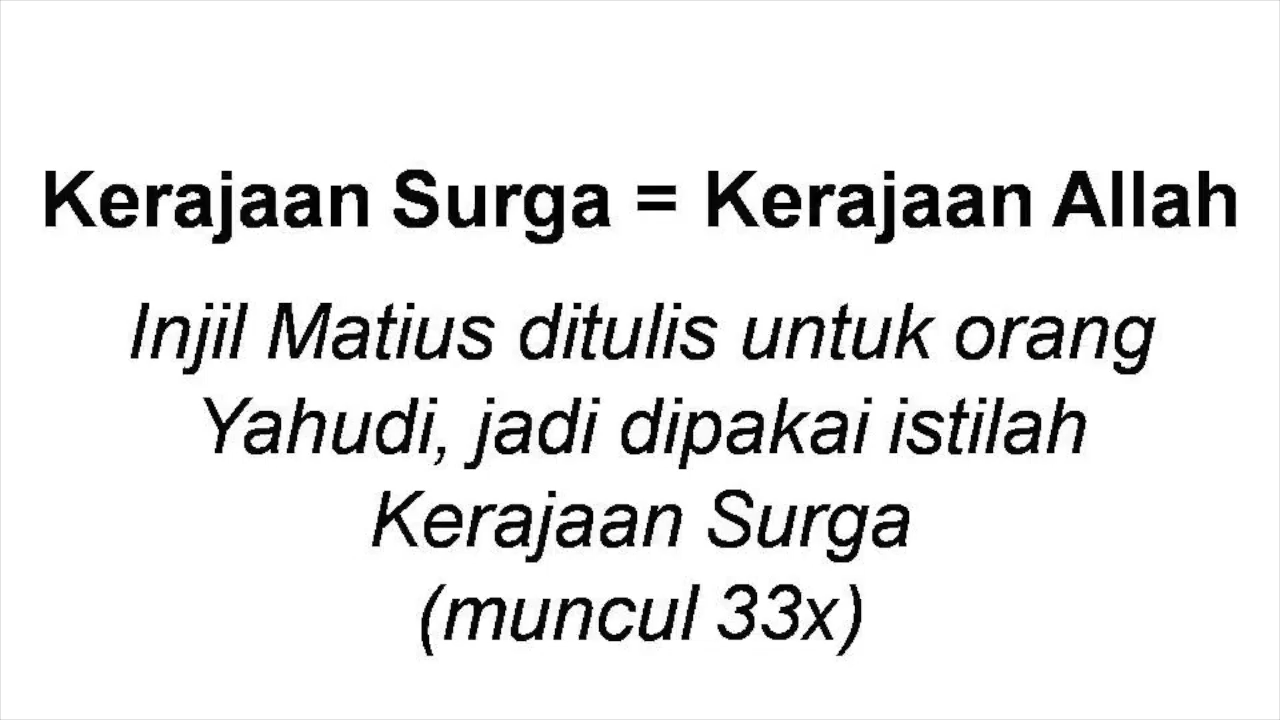 Kerajaan Surga = Kerajaan Allah
Injil Matius ditulis untuk orang
Yahudi, jadi dipakai istilah
Kerajaan Surga
(muncul 33x)